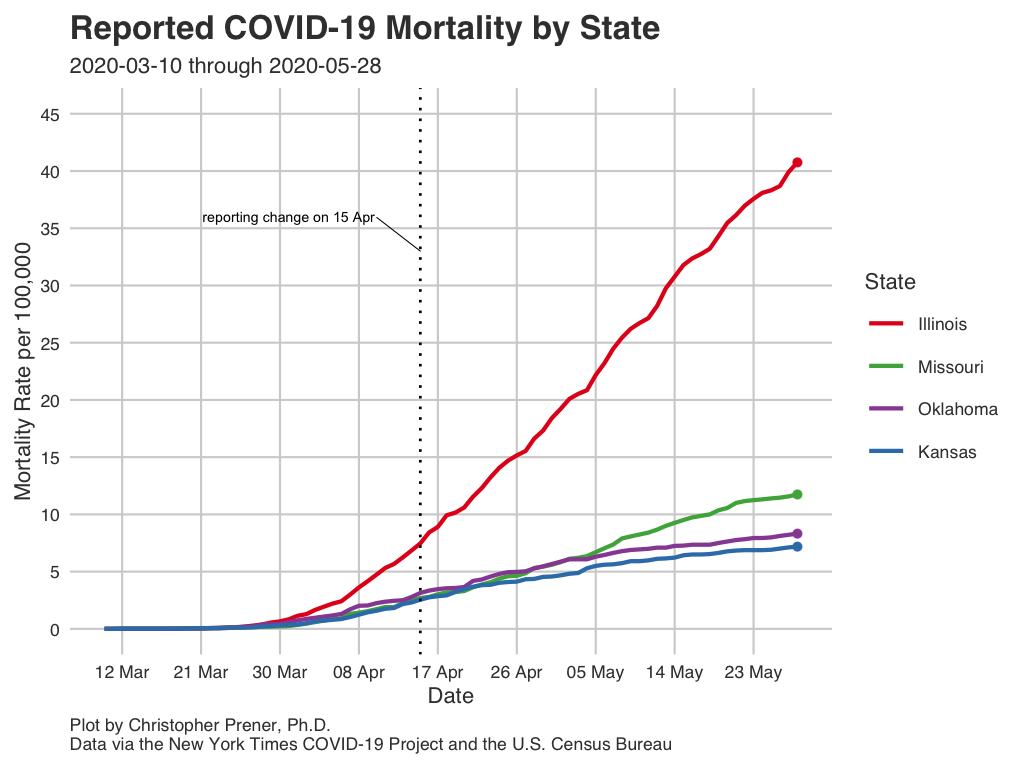 Reported COVID-19 Mortality by State
2020-03-10 through 2020-05-28
Mortality Rate per 100,000
45
40
35
30
25
20
15
10
5
0
reporting change on 15 Apr
12 Mar
21 Mar
30 Mar
08 Apr
17 Apr
26 Apr
05 May
14 May
23 May
Date
State
Illinois
Missouri
Oklahoma
Kansas
Plot by Christopher Prener, Ph.D.
Data via the New York Times COVID-19 Project and the U.S. Census Bureau